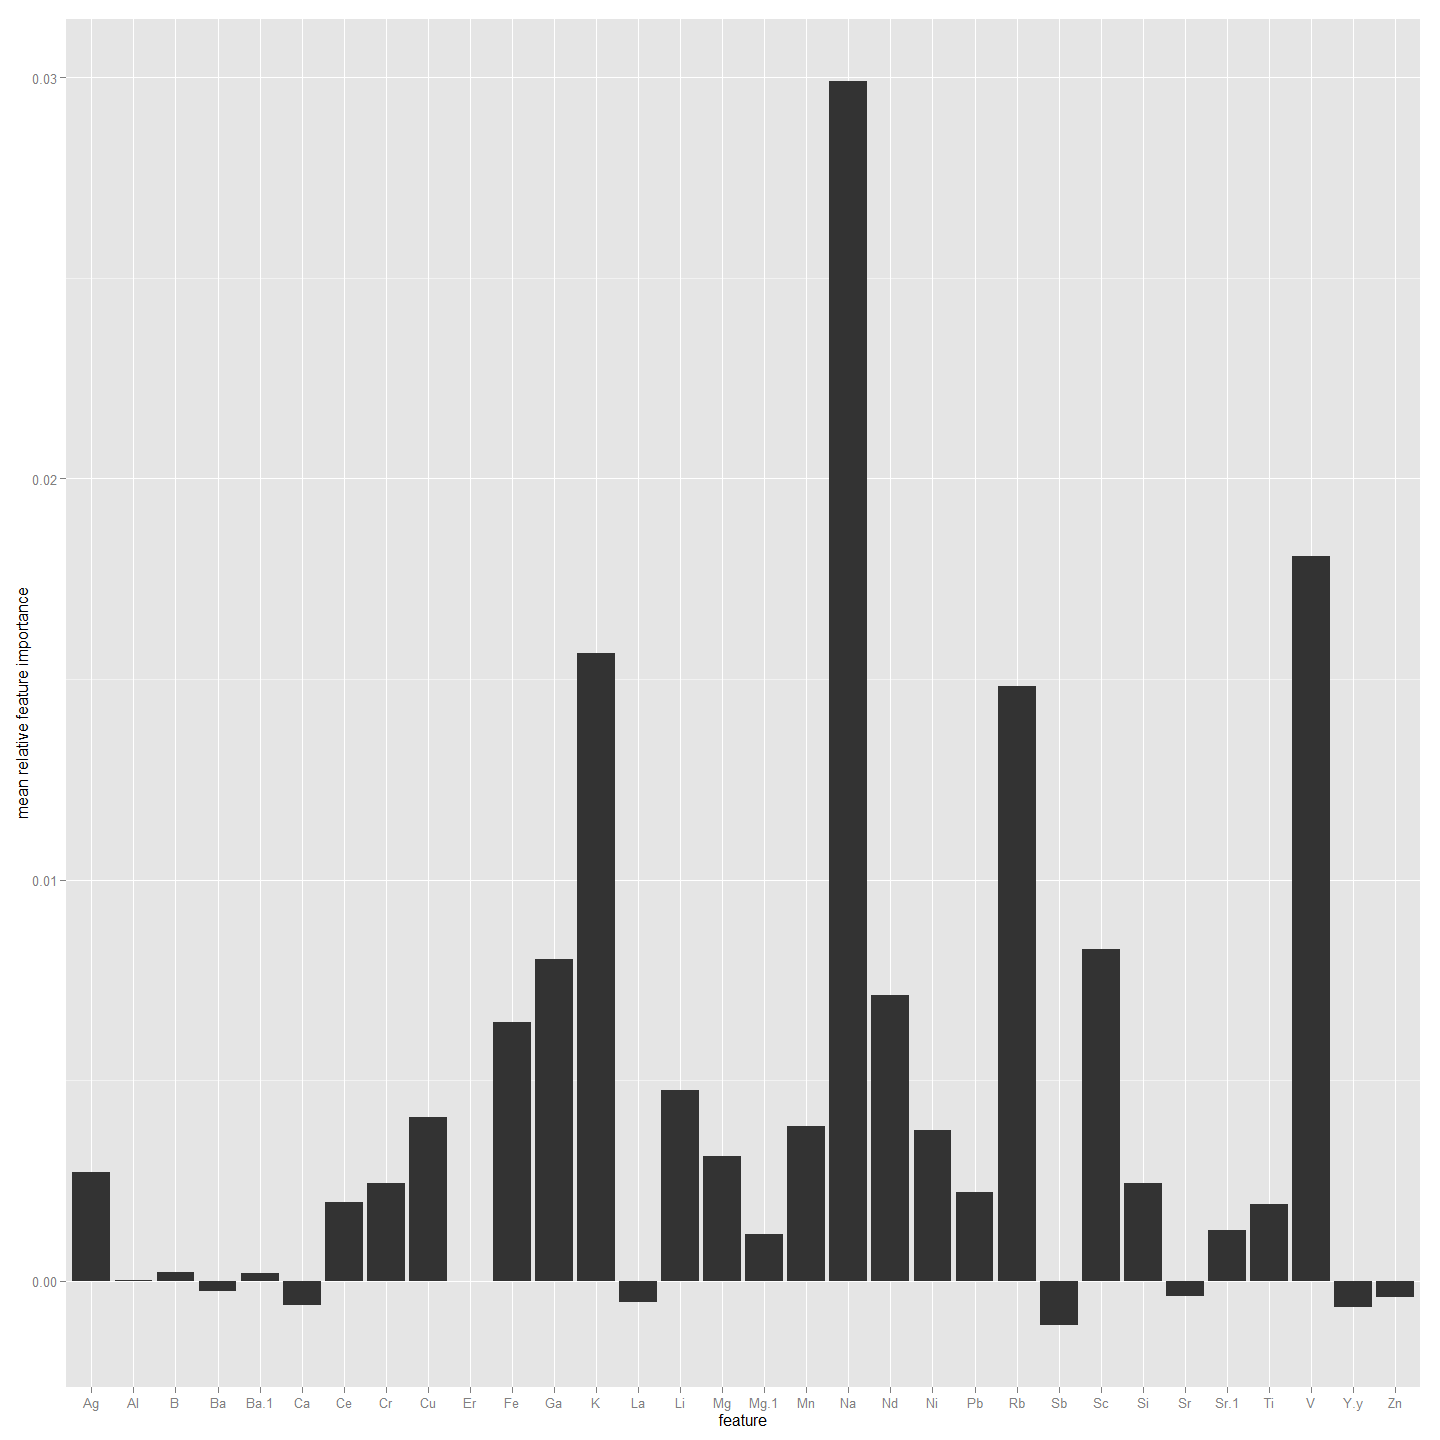 mean relative feature importance
0.03
0.02
0.01
0.00
Ag Al B Ba Ba.1 Ca Ce Cr Cu Er Fe Ga K La Li Mg Mg.1 Mn Na Nd Ni Pb Rb Sb Sc Si Sr Sr.1 Ti V Y.y Zn
feature